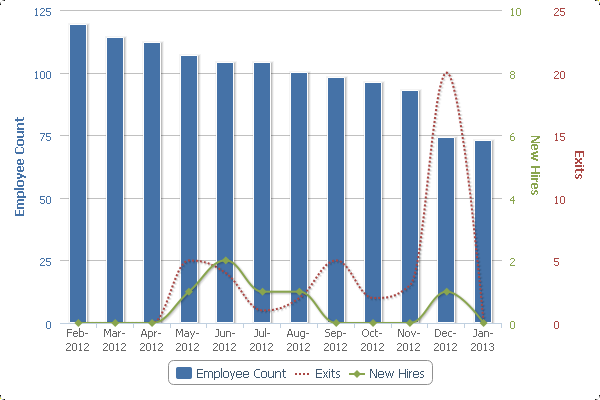 125
100
75
50
25
0
Employee Count
10
8
6
4
2
0
New Hires
25
20
15
10
5
0
Exits
Feb-
2012
Mar-
2012
Apr-
2012
May-
2012
Jun-
2012
Jul-
2012
Aug-
2012
Sep-
2012
Oct-
2012
Nov-
2012
Dec-
2012
Jan-
2013
Employee Count Exits New Hires